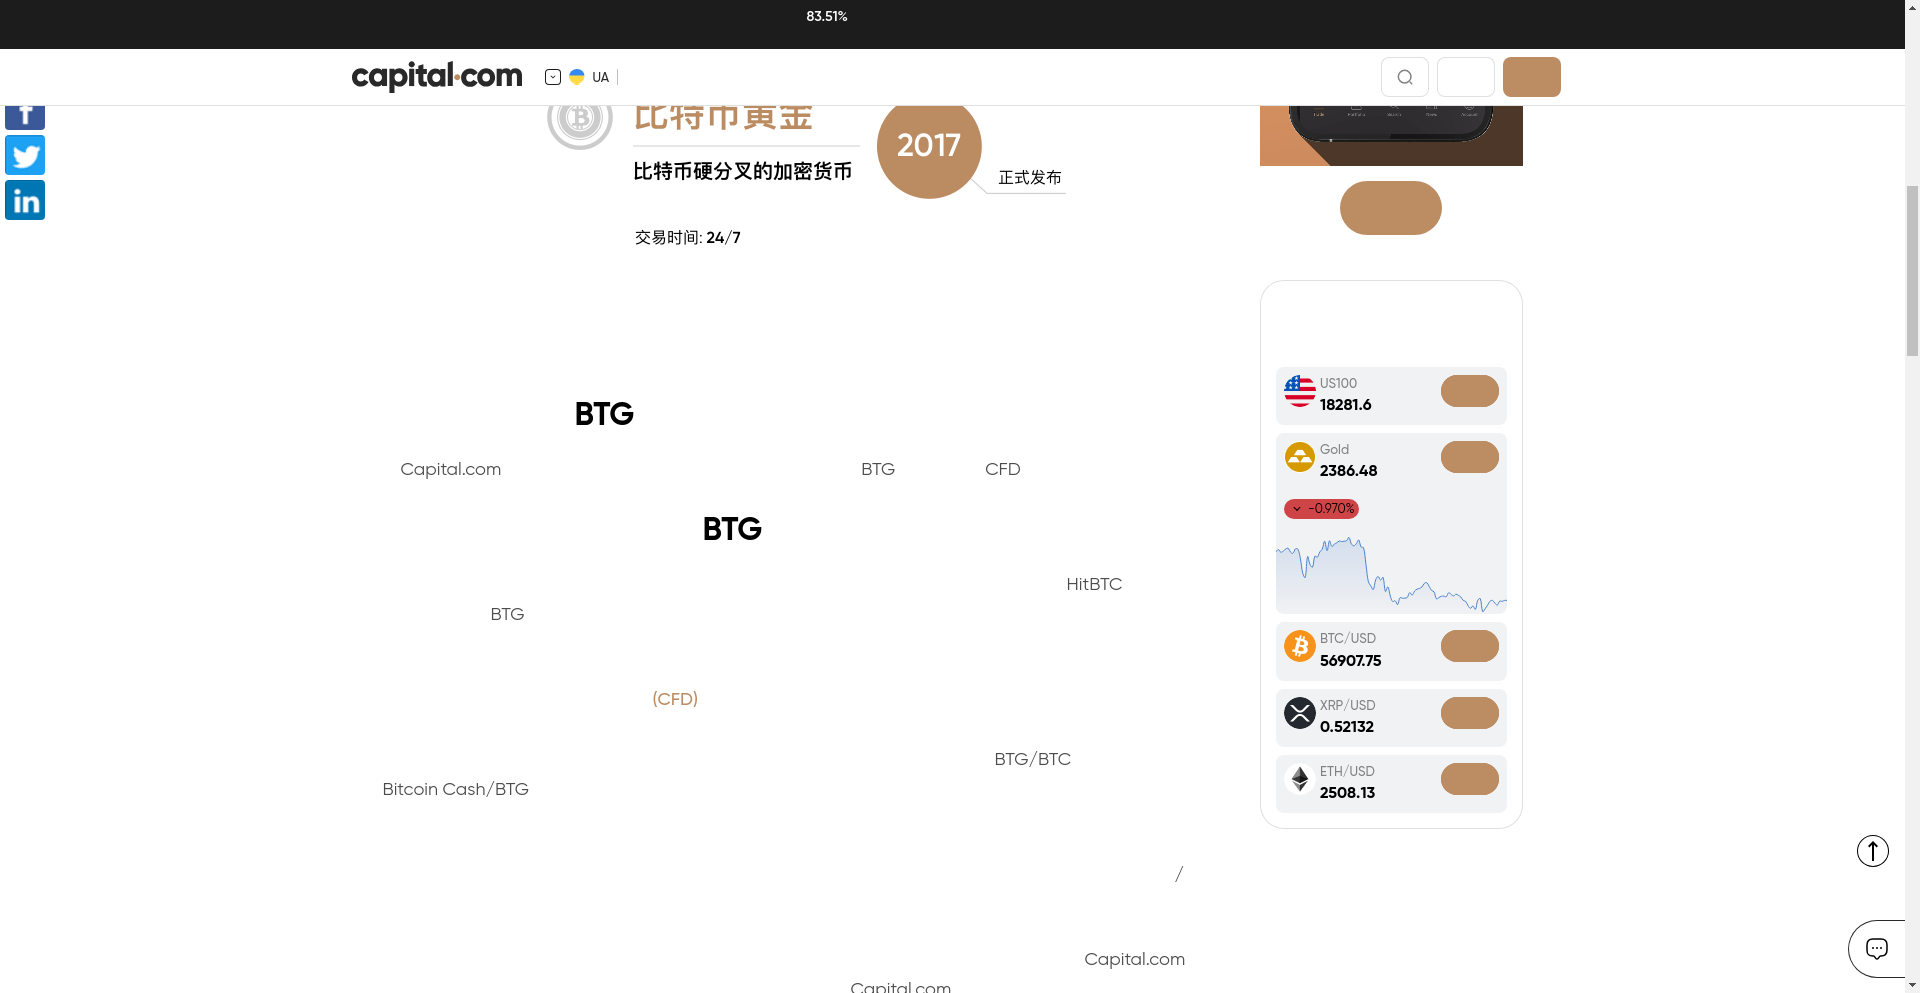 83.51%
capital.com
UA
比特币黄金
2017
比特币硬分叉的加密货币
正式发布
交易时间: 24/7
BTG
Capital.com BTG CFD
BTG
HitBTC
BTG
(CFD)
BTG/BTC
Bitcoin Cash/BTG
/
Capital.com
Capital.com
US100
18281.6
Gold
2386.48
-0.970%
BTC/USD
56907.75
XRP/USD
0.52132
ETH/USD
2508.13